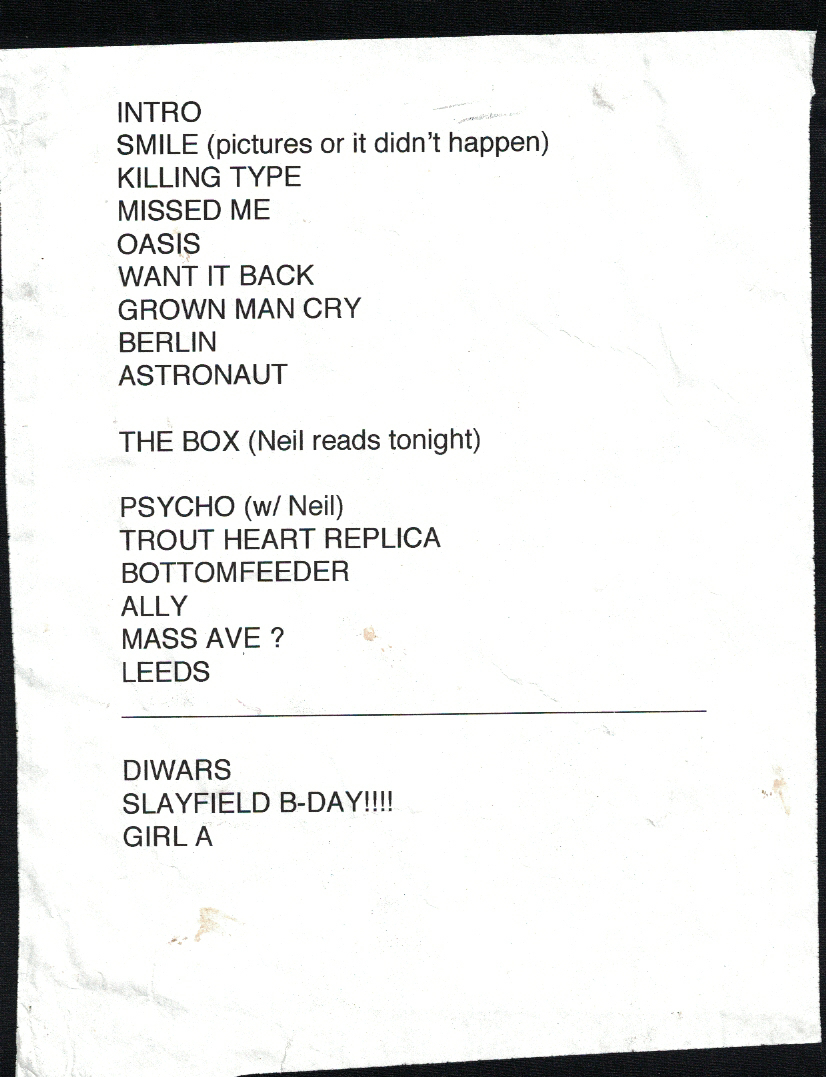 INTRO
SMILE (pictures or it didn't happen)
KILLING TYPE
MISSED ME
OASIS
WANT IT BACK
GROWN MAN CRY
BERLIN
ASTRONAUT
THE BOX (Neil reads tonight)
PSYCHO (w/ Neil)
TROUT HEART REPLICA
BOTTOMFEEDER
ALLY
MASS AVE ?
LEEDS
DIWARS
SLAYFIELD B-DAY!!!!
GIRL A